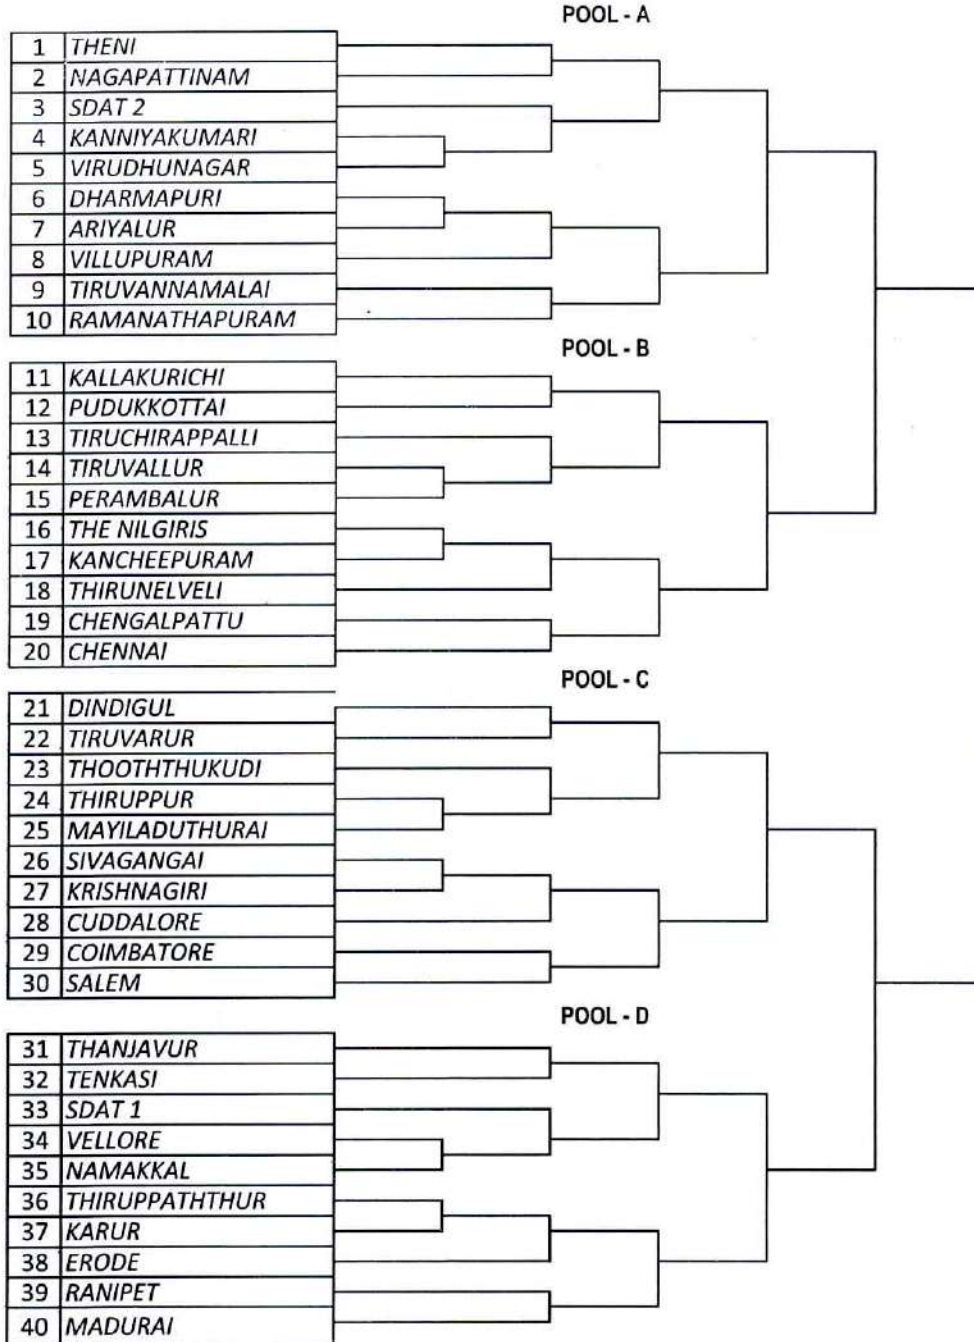 POOL - A
1 THENI
2 NAGAPATTINAM
3 SDAT 2
4 KANNIYAKUMARI
5 VIRUDHUNAGAR
6 DHARMAPURI
7 ARIYALUR
8 VILLUPURAM
9 TIRUVANNAMALAI
10 RAMANATHAPURAM
POOL - B
11 KALLAKURICHI
12 PUDUKKOTTAI
13 TIRUCHIRAPPALLI
14 TIRUVALLUR
15 PERAMBALUR
16 THE NILGIRIS
17 KANCHEEPURAM
18 THIRUNELVELI
19 CHENGALPATTU
20 CHENNAI
POOL - C
21 DINDIGUL
22 TIRUVARUR
23 THOOTHTHUKUDI
24 THIRUPPUR
25 MAYILADUTHURAI
26 SIVAGANGAI
27 KRISHNAGIRI
28 CUDDALORE
29 COIMBATORE
30 SALEM
POOL - D
31 THANJAVUR
32 TENKASI
33 SDAT 1
34 VELLORE
35 NAMAKKAL
36 THIRUPPATHTHUR
37 KARUR
38 ERODE
39 RANIPET
40 MADURAI